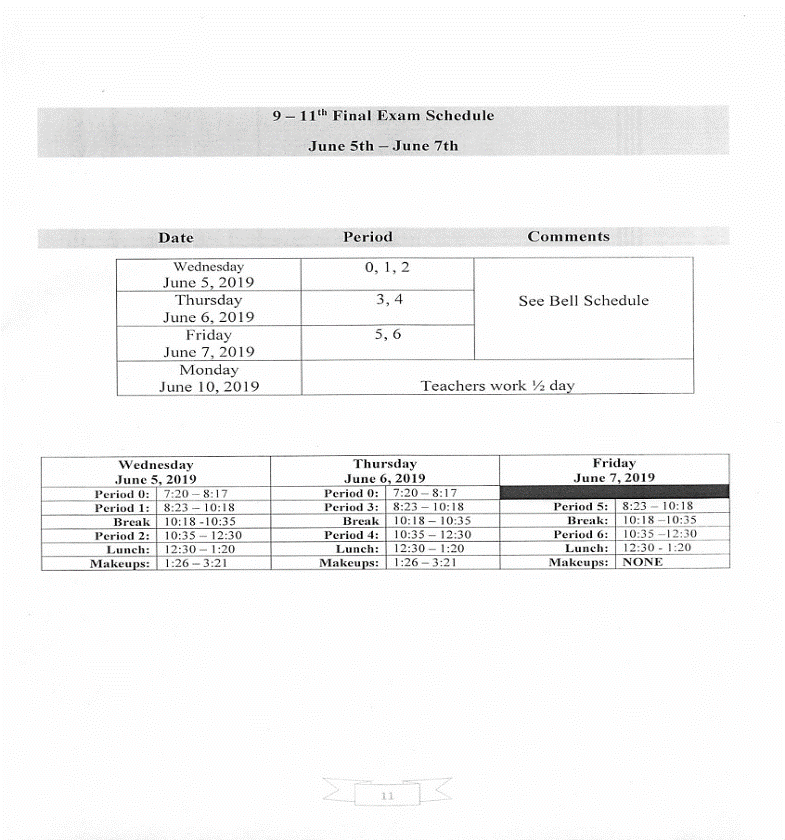 9 – 11th Final Exam Schedule
June 5th – June 7th
Date Period Comments
Wednesday
June 5, 2019
0, 1, 2
See Bell Schedule
Thursday
June 6, 2019
3, 4
Friday
June 7, 2019
5, 6
Monday
June 10, 2019
Teachers work ½ day
Wednesday
June 5, 2019
Thursday
June 6, 2019
Friday
June 7, 2019
Period 0: 7:20 – 8:17 Period 0: 7:20 – 8:17
Period 1: 8:23 – 10:18 Period 3: 8:23 – 10:18 Period 5: 8:23 – 10:18
Break 10:18 -10:35 Break 10:18 – 10:35 Break: 10:18 –10:35
Period 2: 10:35 – 12:30 Period 4: 10:35 – 12:30 Period 6: 10:35 –12:30
Lunch: 12:30 – 1:20 Lunch: 12:30 – 1:20 Lunch: 12:30 - 1:20
Makeups: 1:26 – 3:21 Makeups: 1:26 – 3:21 Makeups: NONE
11